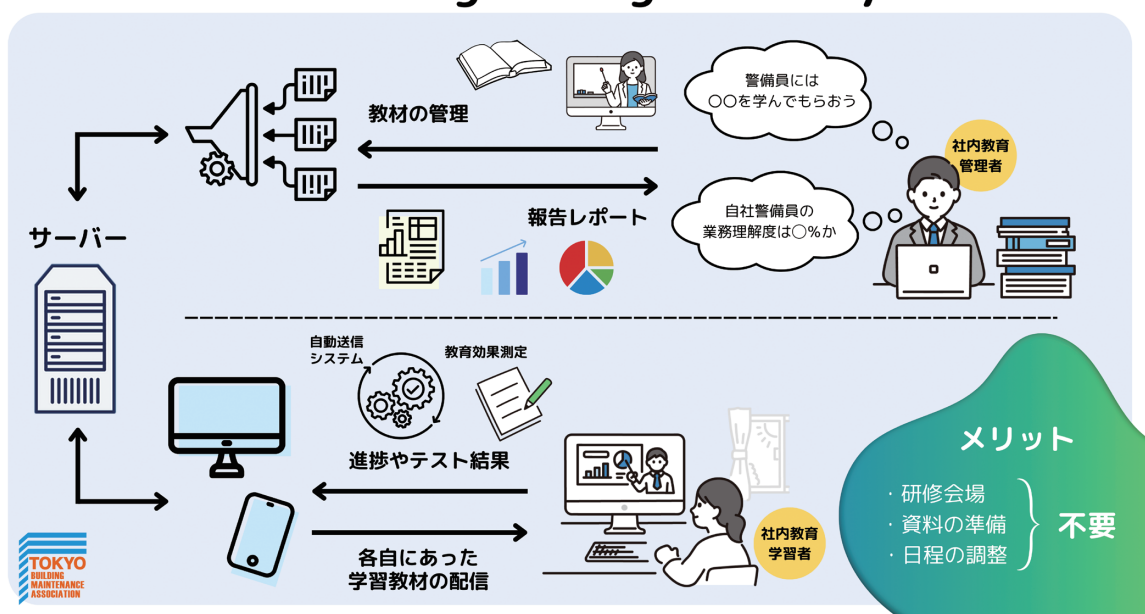 警備員には
〇〇を学んでもらおう
教材の管理
社内教育
管理者
自社警備員の
業務理解度は〇%か
報告レポート
サーバー
自動送信
システム
教育効果測定
進捗やテスト結果
メリット
・研修会場
・資料の準備
・日程の調整
不要
社内教育
学習者
各自にあった
学習教材の配信
TOKYO
BUILDING
MAINTENANCE
ASSOCIATION